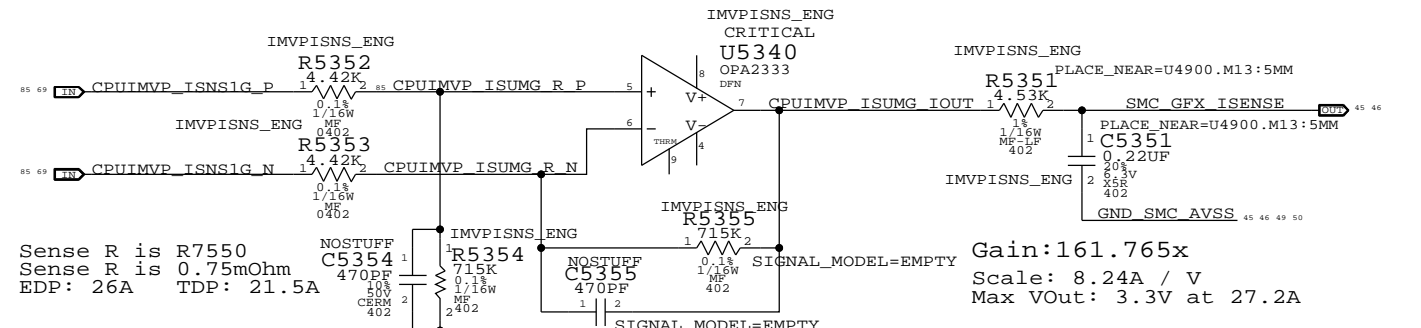 IMVPISNS_ENG
CRITICAL
U5340
OPA2333
DFN
IMVPISNS_ENG
R5352
4.42K
1 2
0.1%
1/16W
MF
0402
85 69 IN CPUIMVP_ISNS1G_P
85 CPUIMVP_ISUMG_R_P
5
+
8
V+
6
−
V−
4
THRM
9
7
CPUIMVP_ISUMG_IOUT
IMVPISNS_ENG
R5351
PLACE_NEAR=U4900.M13:5MM
4.53K
1 2
1%
1/16W
MF-LF
402
SMC_GFX_ISENSE
OUT 45 46
PLACE_NEAR=U4900.M13:5MM
1
C5351
0.22UF
20%
6.3V
X5R
402
IMVPISNS_ENG 2
GND_SMC_AVSS 45 46 49 50
IMVPISNS_ENG
R5353
4.42K
1 2
0.1%
1/16W
MF
0402
85 69 IN CPUIMVP_ISNS1G_N
CPUIMVP_ISUMG_R_N
IMVPISNS_ENG
R5355
715K
1 2
0.1%
1/16W
MF
402
SIGNAL_MODEL=EMPTY
NOSTUFF
C5355
470PF
1 2
SIGNAL_MODEL=EMPTY
NOSTUFF
C5354
470PF
10%
50V
CERM
402
1
2
IMVPISNS_ENG
1
R5354
715K
0.1%
1/16W
MF
402
2
Sense R is R7550
Sense R is 0.75mOhm
EDP: 26A TDP: 21.5A
Gain:161.765x
Scale: 8.24A / V
Max VOut: 3.3V at 27.2A